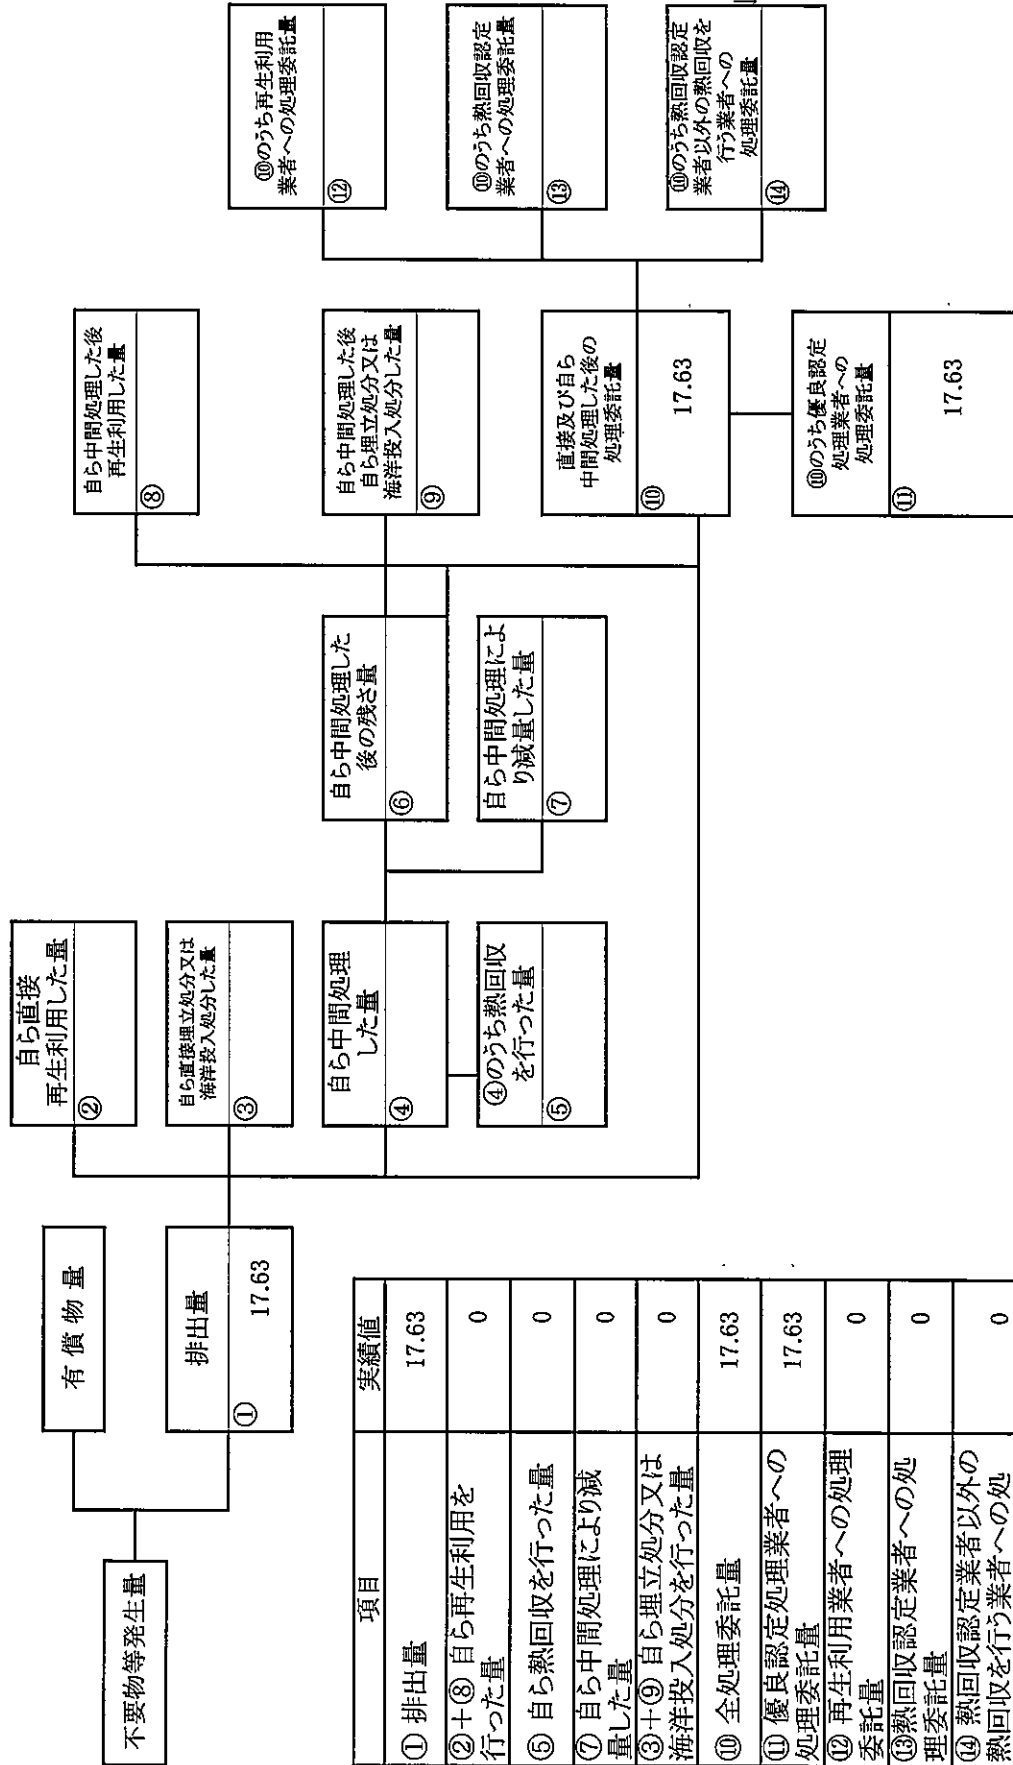 不要物等発生量
有償物量
排出量
①
17.63
自ら直接
再生利用した量
②
自ら直接埋立処分又は
海洋投入処分した量
③
自ら中間処理
した量
④
④のうち熱回収
を行った量
⑤
自ら中間処理した
後の残さ量
⑥
自ら中間処理によ
り減量した量
⑦
自ら中間処理した後
再生利用した量
⑧
自ら中間処理した後
自ら埋立処分又は
海洋投入処分した量
⑨
直接及び自ら
中間処理した後の
処理委託量
⑩
17.63
⑩のうち優良認定
処理業者への
処理委託量
⑪
17.63
⑩のうち再生利用
業者への処理委託量
⑫
⑩のうち熱回収認定
業者への処理委託量
⑬
⑩のうち熱回収認定
業者以外の熱回収を
行う業者への
処理委託量
⑭
項目 実績値
① 排出量 17.63
②+⑧ 自ら再生利用を
行った量 0
⑤ 自ら熱回収を行った量 0
⑦ 自ら中間処理により減
量した量 0
③+⑨ 自ら埋立処分又は
海洋投入処分を行った量 0
⑩ 全処理委託量 17.63
⑪ 優良認定処理業者への
処理委託量 17.63
⑫ 再生利用業者への処理
委託量 0
⑬熱回収認定業者への処
理委託量 0
⑭ 熱回収認定業者以外の
熱回収を行う業者への処 0